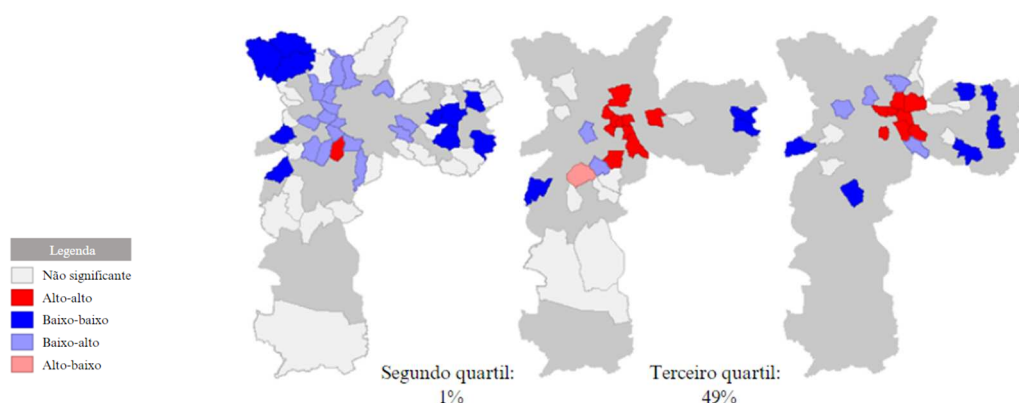 Legenda
Não significante
Alto-alto
Baixo-baixo
Baixo-alto
Alto-baixo
Segundo quartil:
1%
Terceiro quartil:
49%